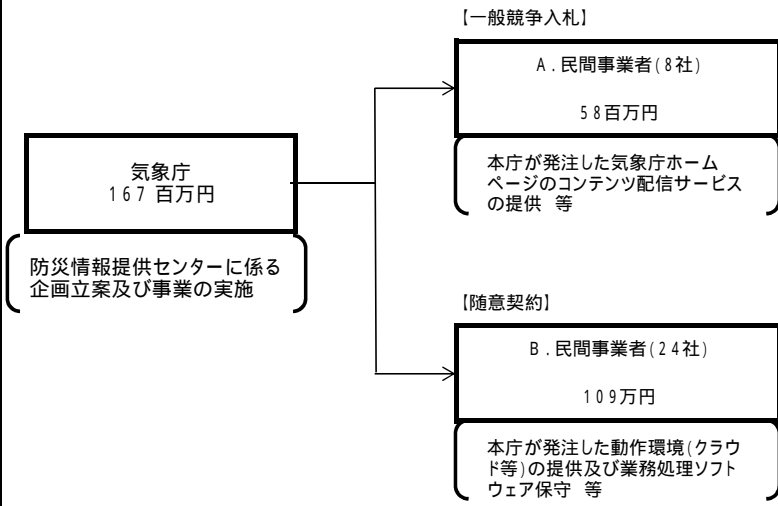 【一般競争入札】
A．民間事業者(8社)
58百万円
本庁が発注した気象庁ホーム
ページのコンテンツ配信サービス
の提供 等
気象庁
167 百万円
防災情報提供センターに係る
企画立案及び事業の実施
【随意契約】
B．民間事業者(24社)
109万円
本庁が発注した動作環境(クラウ
ド等)の提供及び業務処理ソフト
ウェア保守 等